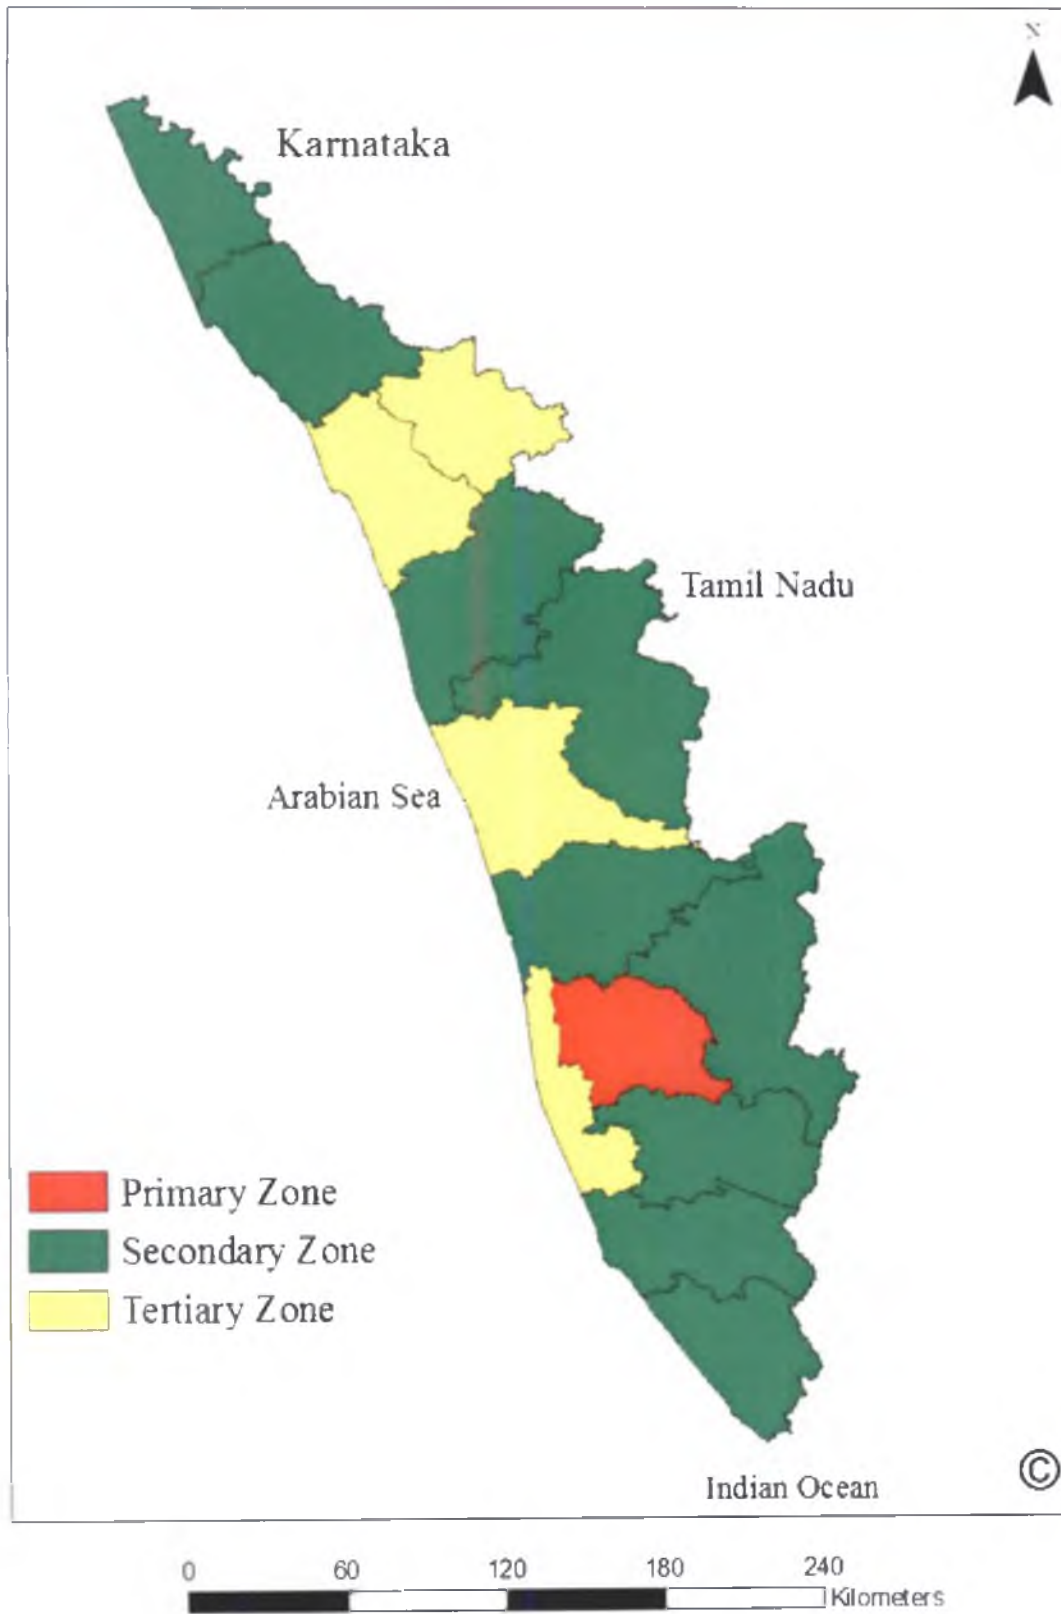 N
Karnataka
Tamil Nadu
Arabian Sea
Primary Zone
Secondary Zone
Tertiary Zone
©
Indian Ocean
0 60 120 180 240
Kilometers